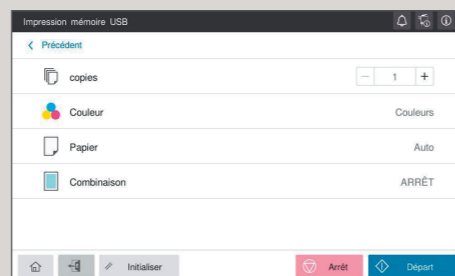 Impression mémoire USB
Précédent
copies
1
Couleur
Couleurs
Papier
Auto
Combinaison
ARRÊT
Initialiser
Arrêt
Départ